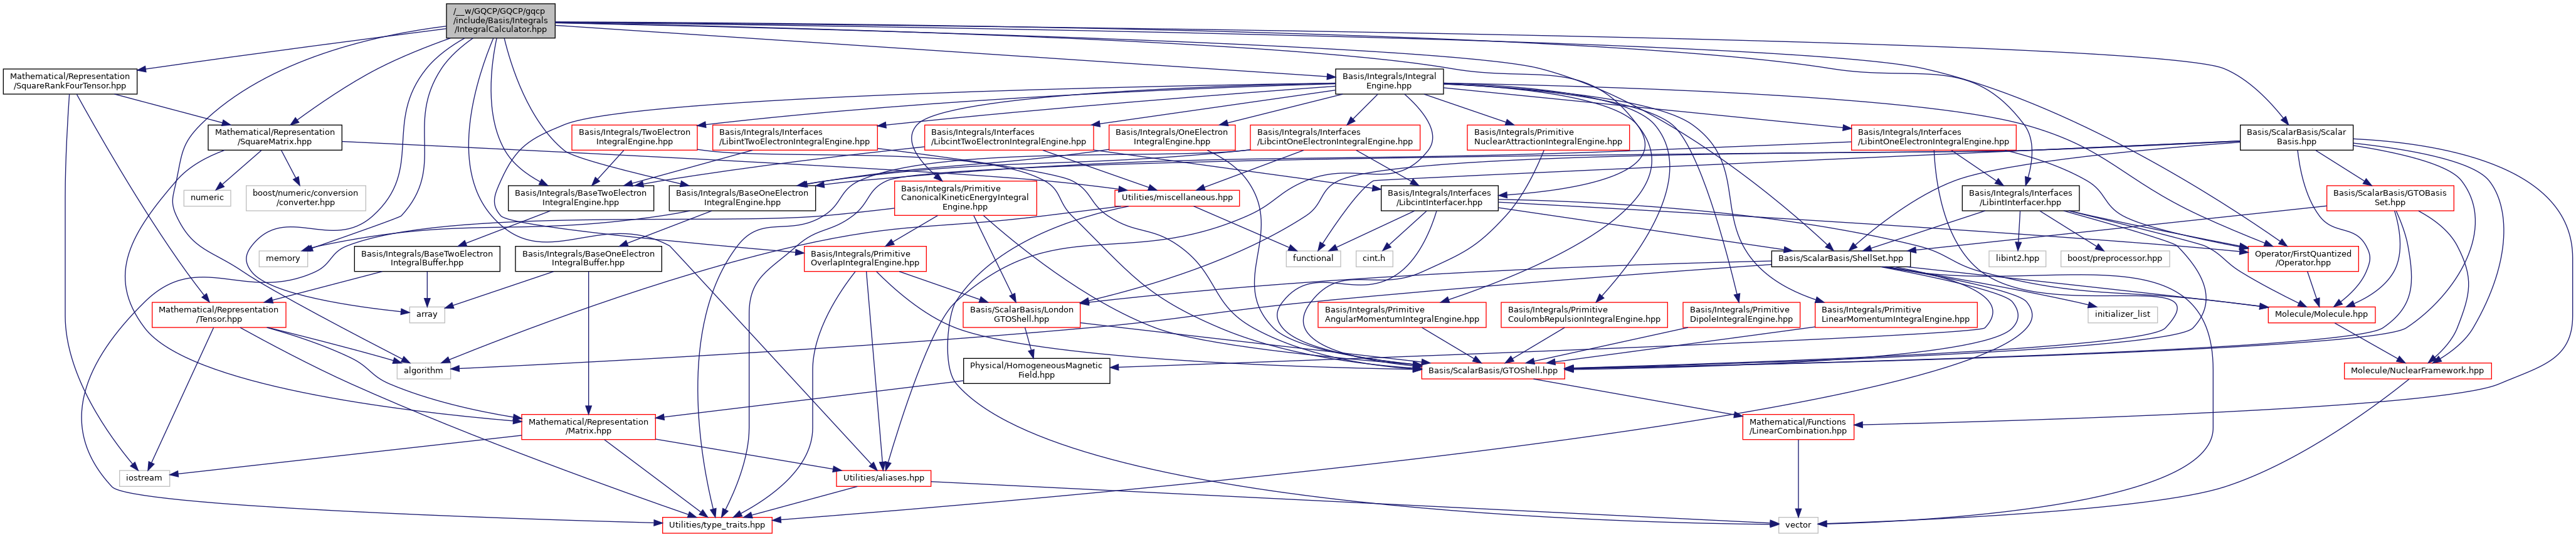 /__w/GQCP/GQCP/gqcp
/include/Basis/Integrals
/IntegralCalculator.hpp
Mathematical/Representation
/SquareRankFourTensor.hpp
Basis/Integrals/Integral
Engine.hpp
Mathematical/Representation
/SquareMatrix.hpp
Basis/Integrals/TwoElectron
IntegralEngine.hpp
Basis/Integrals/Interfaces
/LibintTwoElectronIntegralEngine.hpp
Basis/Integrals/Interfaces
/LibcintTwoElectronIntegralEngine.hpp
Basis/Integrals/OneElectron
IntegralEngine.hpp
Basis/Integrals/Interfaces
/LibcintOneElectronIntegralEngine.hpp
Basis/Integrals/Primitive
NuclearAttractionIntegralEngine.hpp
Basis/Integrals/Interfaces
/LibintOneElectronIntegralEngine.hpp
Basis/ScalarBasis/Scalar
Basis.hpp
numeric
boost/numeric/conversion
/converter.hpp
Basis/Integrals/BaseTwoElectron
IntegralEngine.hpp
Basis/Integrals/BaseOneElectron
IntegralEngine.hpp
Basis/Integrals/Primitive
CanonicalKineticEnergyIntegral
Engine.hpp
Utilities/miscellaneous.hpp
Basis/Integrals/Interfaces
/LibcintInterfacer.hpp
Basis/Integrals/Interfaces
/LibintInterfacer.hpp
Basis/ScalarBasis/GTOBasis
Set.hpp
memory
Basis/Integrals/BaseTwoElectron
IntegralBuffer.hpp
Basis/Integrals/BaseOneElectron
IntegralBuffer.hpp
Basis/Integrals/Primitive
OverlapIntegralEngine.hpp
functional
cint.h
Basis/ScalarBasis/ShellSet.hpp
libint2.hpp
boost/preprocessor.hpp
Operator/FirstQuantized
/Operator.hpp
Mathematical/Representation
/Tensor.hpp
array
Basis/ScalarBasis/London
GTOShell.hpp
Basis/Integrals/Primitive
AngularMomentumIntegralEngine.hpp
Basis/Integrals/Primitive
CoulombRepulsionIntegralEngine.hpp
Basis/Integrals/Primitive
DipoleIntegralEngine.hpp
Basis/Integrals/Primitive
LinearMomentumIntegralEngine.hpp
initializer_list
Molecule/Molecule.hpp
algorithm
Physical/HomogeneousMagnetic
Field.hpp
Basis/ScalarBasis/GTOShell.hpp
Molecule/NuclearFramework.hpp
Mathematical/Representation
/Matrix.hpp
Mathematical/Functions
/LinearCombination.hpp
iostream
Utilities/aliases.hpp
Utilities/type_traits.hpp
vector